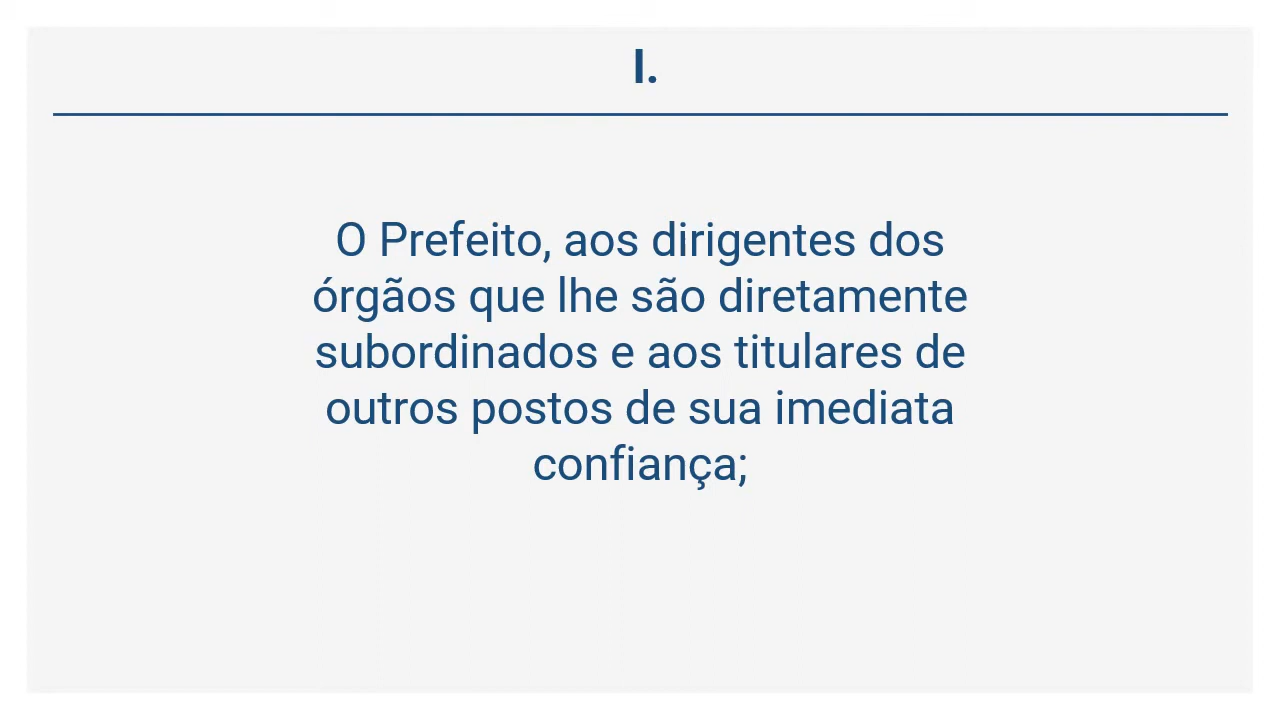 I.
O Prefeito, aos dirigentes dos
órgãos que lhe são diretamente
subordinados e aos titulares de
outros postos de sua imediata
confiança;